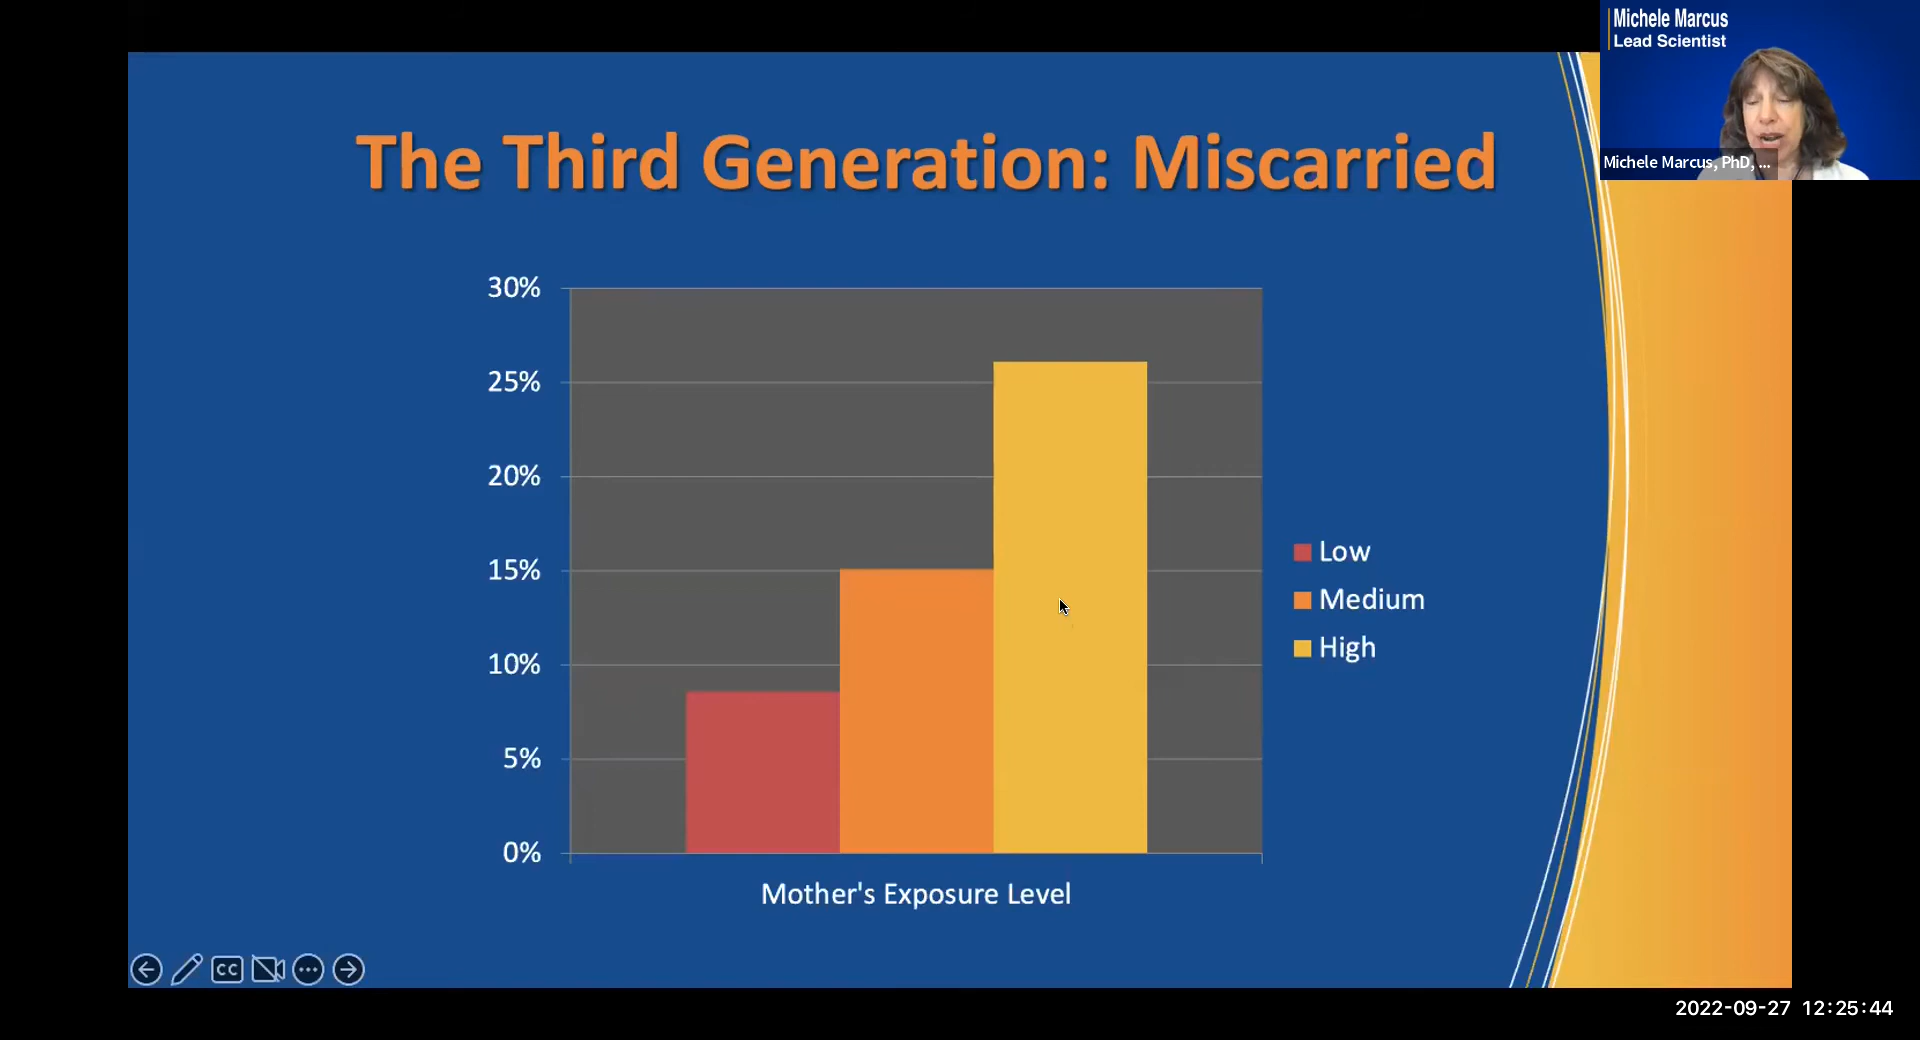 Michele Marcus
Lead Scientist
Michele Marcus, PhD, ...
The Third Generation: Miscarried
30%
25%
20%
15%
10%
5%
0%
Low
Medium
High
Mother's Exposure Level
CC
2022-09-27 12:25:44